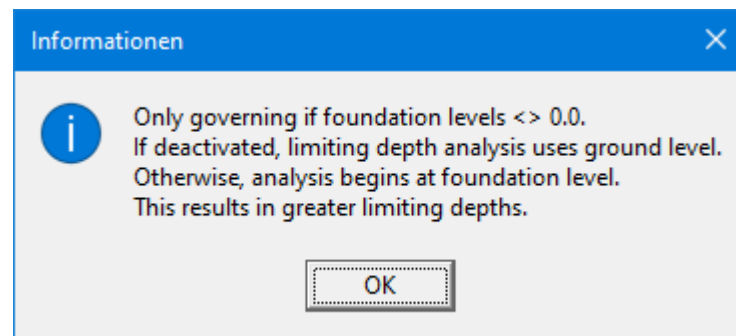 Informationen
Only governing if foundation levels <> 0.0.
If deactivated, limiting depth analysis uses ground level.
Otherwise, analysis begins at foundation level.
This results in greater limiting depths.
OK